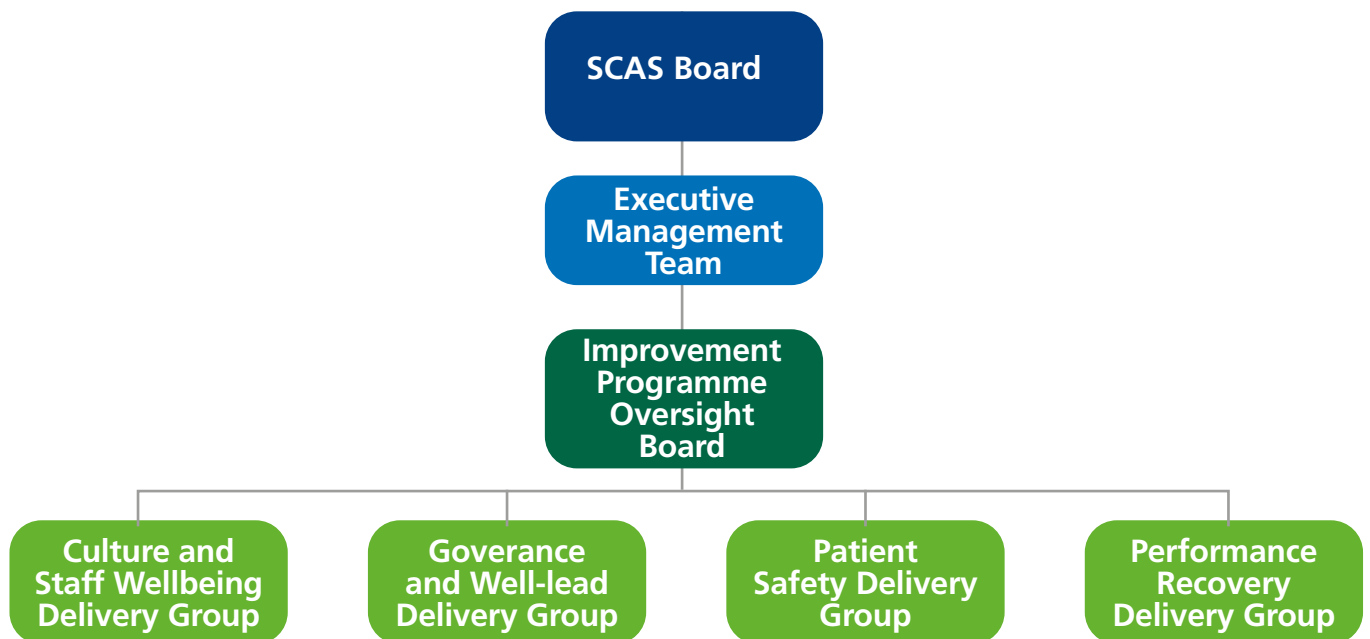 SCAS Board
Executive
Management
Team
Improvement
Programme
Oversight
Board
Culture and
Staff Wellbeing
Delivery Group
Goverance
and Well-lead
Delivery Group
Patient
Safety Delivery
Group
Performance
Recovery
Delivery Group